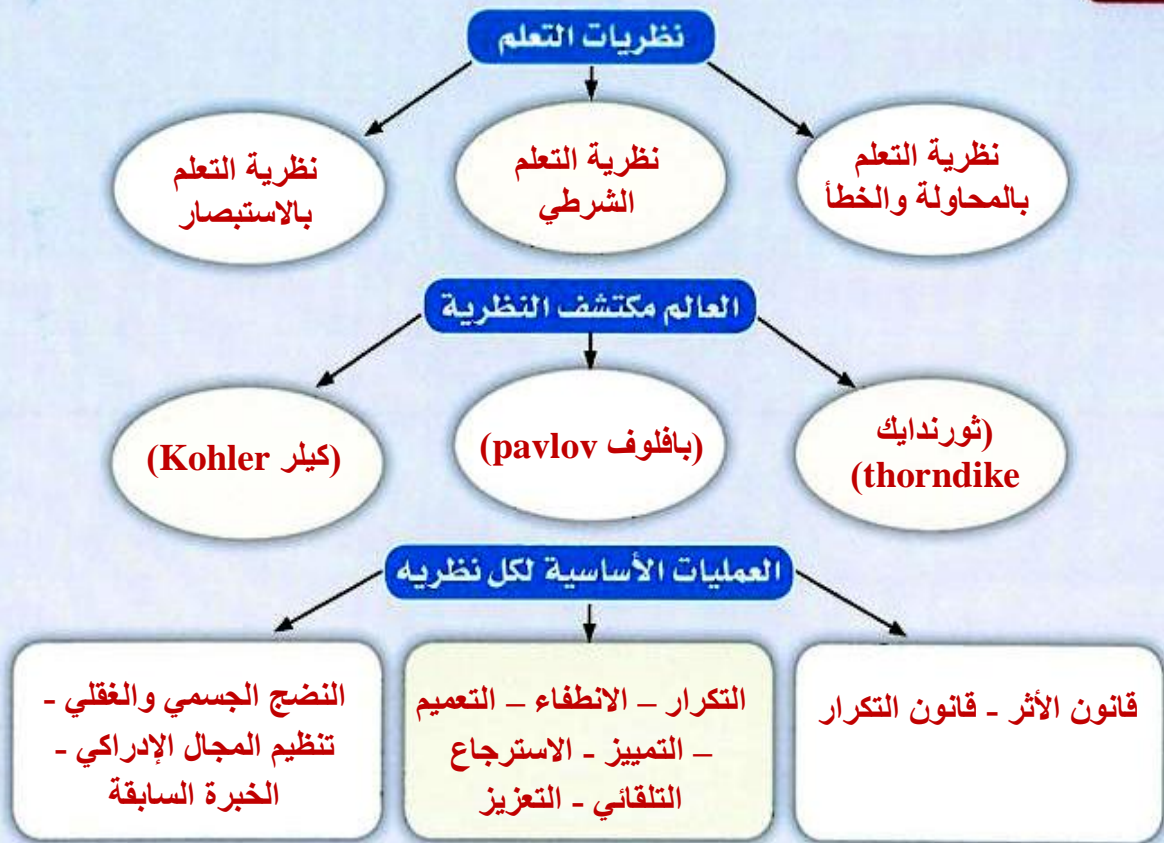 نظريات التعلم
نظرية التعلم
بالمحاولة والخطأ
نظرية التعلم
الشرطي
نظرية التعلم
بالاستبصار
العالم مكتشف النظرية
(ثورندايك
thorndike)
(بافلوف pavlov)
(كيلر Kohler)
العمليات الأساسية لكل نظريه
قانون الأثر - قانون التكرار
التكرار – الانطفاء – التعميم
– التمييز - الاسترجاع
التلقائي - التعزيز
النضج الجسمي والغقلي -
تنظيم المجال الإدراكي -
الخبرة السابقة